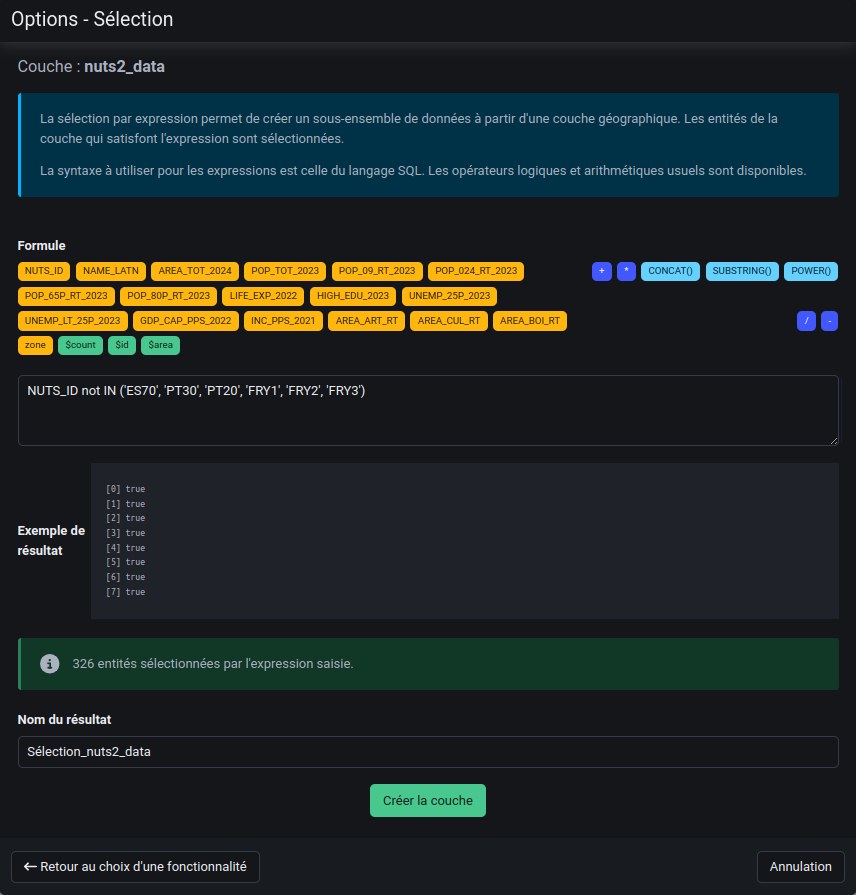 Options - Sélection
Couche : nuts2_data
La sélection par expression permet de créer un sous-ensemble de données à partir d'une couche géographique. Les entités de la
couche qui satisfont l'expression sont sélectionnées.
La syntaxe à utiliser pour les expressions est celle du langage SQL. Les opérateurs logiques et arithmétiques usuels sont disponibles.
Formule
NUTS_ID NAME_LATN AREA_TOT_2024 POP_TOT_2023 POP_09_RT_2023 POP_024_RT_2023 + * CONCAT() SUBSTRING() POWER()
POP_65P_RT_2023 POP_80P_RT_2023 LIFE_EXP_2022 HIGH_EDU_2023 UNEMP_25P_2023
UNEMP_LT_25P_2023 GDP_CAP_PPS_2022 INC_PPS_2021 AREA_ART_RT AREA_CUL_RT AREA_BOI_RT / -
zone $count $id $area
NUTS_ID not IN ('ES70', 'PT30', 'PT20', 'FRY1', 'FRY2', 'FRY3')
Exemple de
résultat
[0] true
[1] true
[2] true
[3] true
[4] true
[5] true
[6] true
[7] true
326 entités sélectionnées par l'expression saisie.
Nom du résultat
Sélection_nuts2_data
Créer la couche
← Retour au choix d'une fonctionnalité Annulation